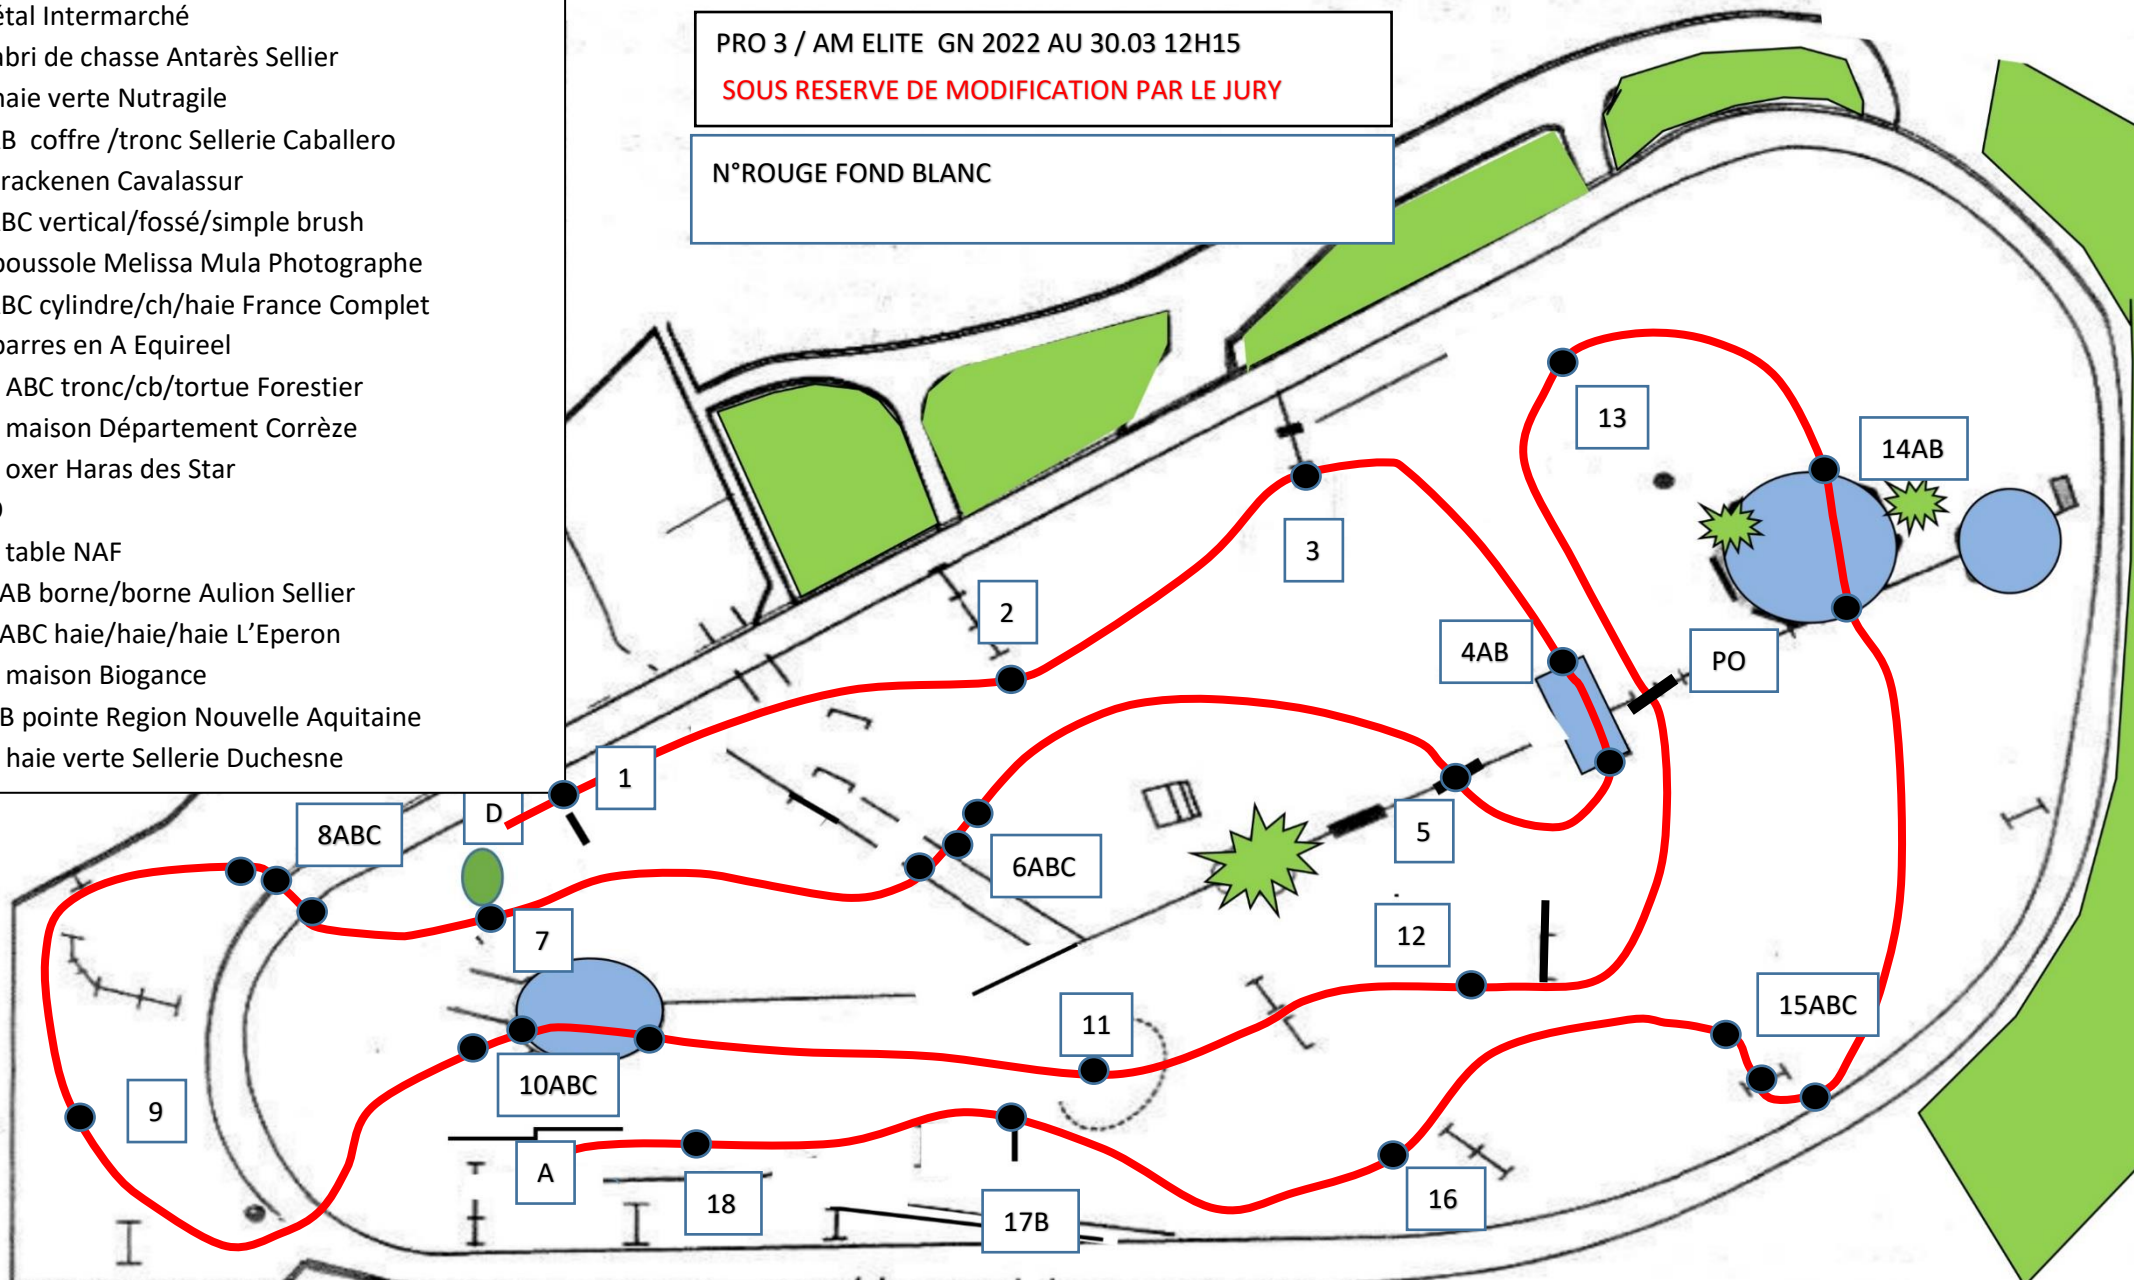 étal Intermarché
abri de chasse Antarès Sellier
haie verte Nutragile
B coffre /tronc Sellerie Caballero
rackenen Cavalassur
BC vertical/fossé/simple brush
boussole Melissa Mula Photographe
BC cylindre/ch/haie France Complet
barres en A Equireel
ABC tronc/cb/tortue Forestier
maison Département Corrèze
oxer Haras des Star
table NAF
AB borne/borne Aulion Sellier
ABC haie/haie/haie L’Eperon
maison Biogance
B pointe Region Nouvelle Aquitaine
haie verte Sellerie Duchesne
PRO 3 / AM ELITE GN 2022 AU 30.03 12H15
SOUS RESERVE DE MODIFICATION PAR LE JURY
N°ROUGE FOND BLANC
13
14AB
3
2
4AB
PO
1
D
8ABC
5
6ABC
7
12
15ABC
11
10ABC
9
A
18
16
17B